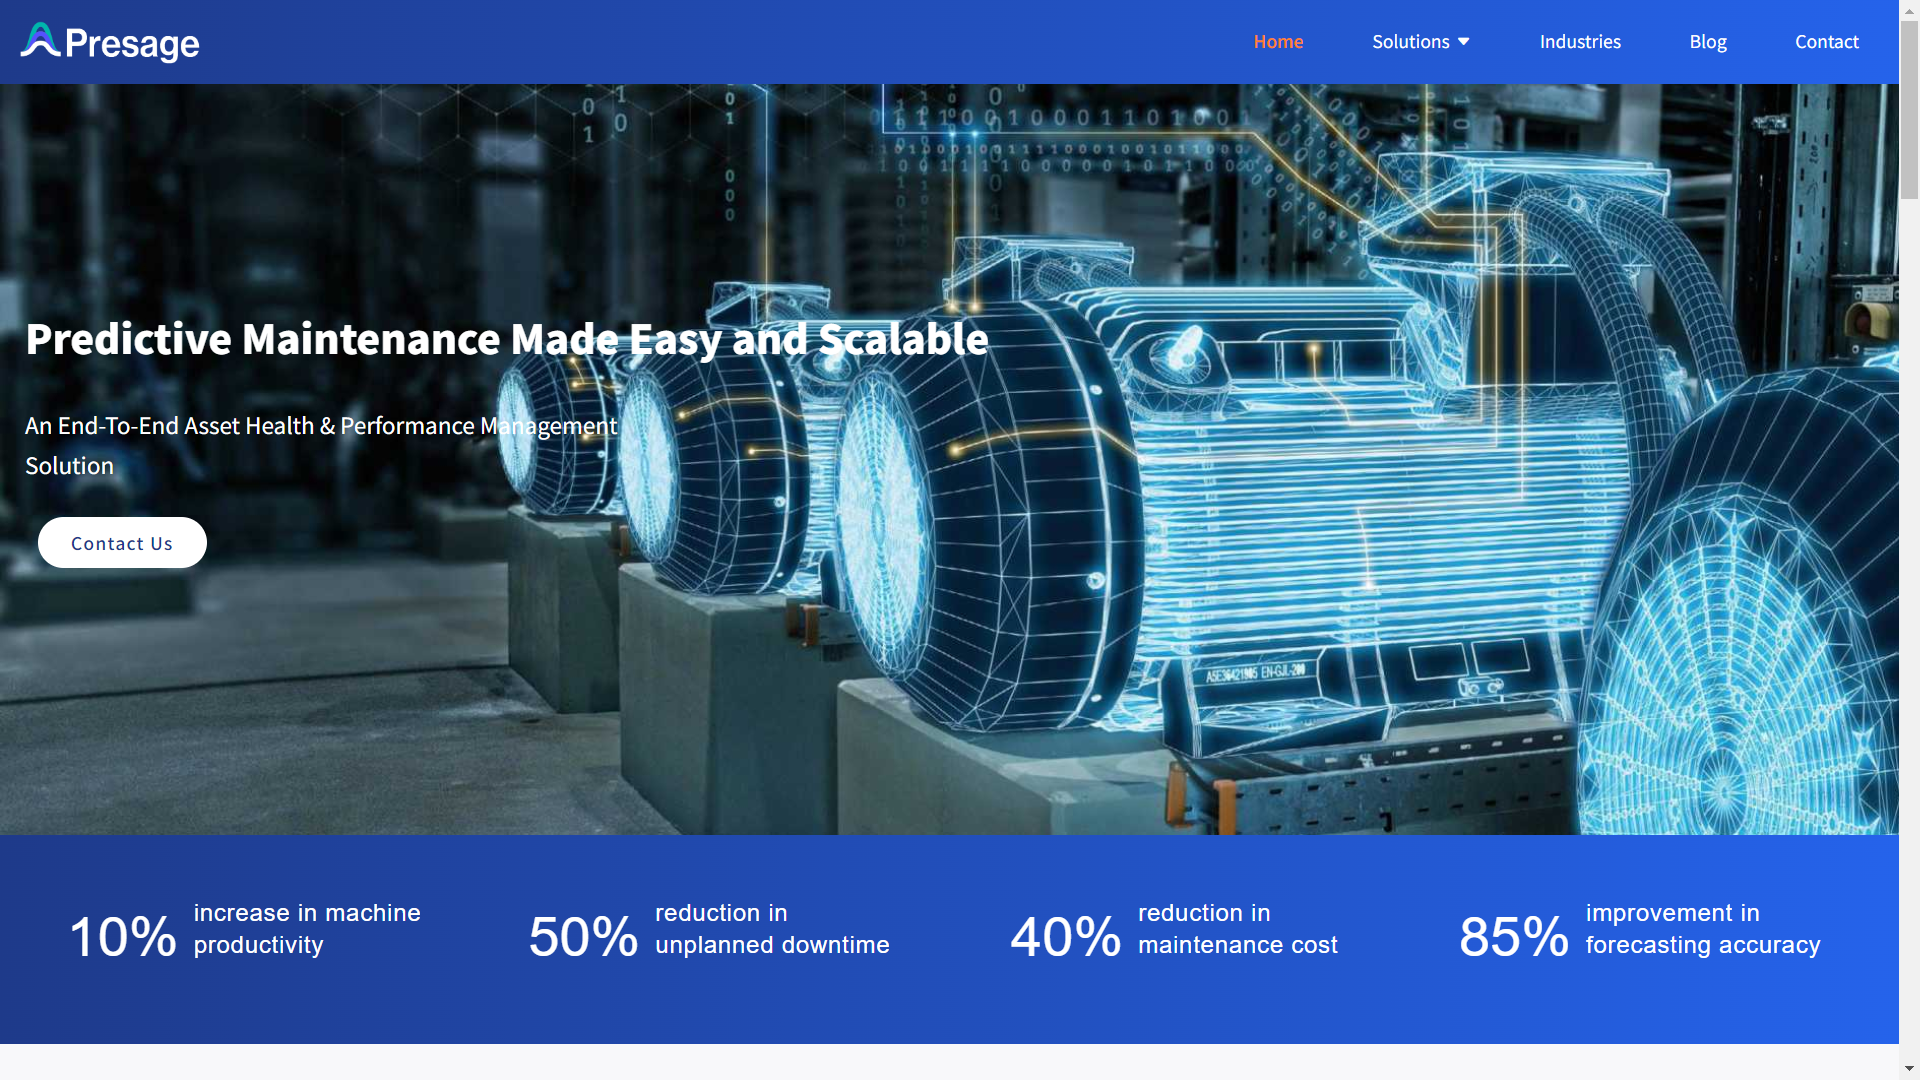 Presage
Home
Solutions
Industries
Blog
Contact
Predictive Maintenance Made Easy and Scalable
An End-To-End Asset Health & Performance Management
Solution
Contact Us
10%
increase in machine
productivity
50%
reduction in
unplanned downtime
40%
reduction in
maintenance cost
85%
improvement in
forecasting accuracy